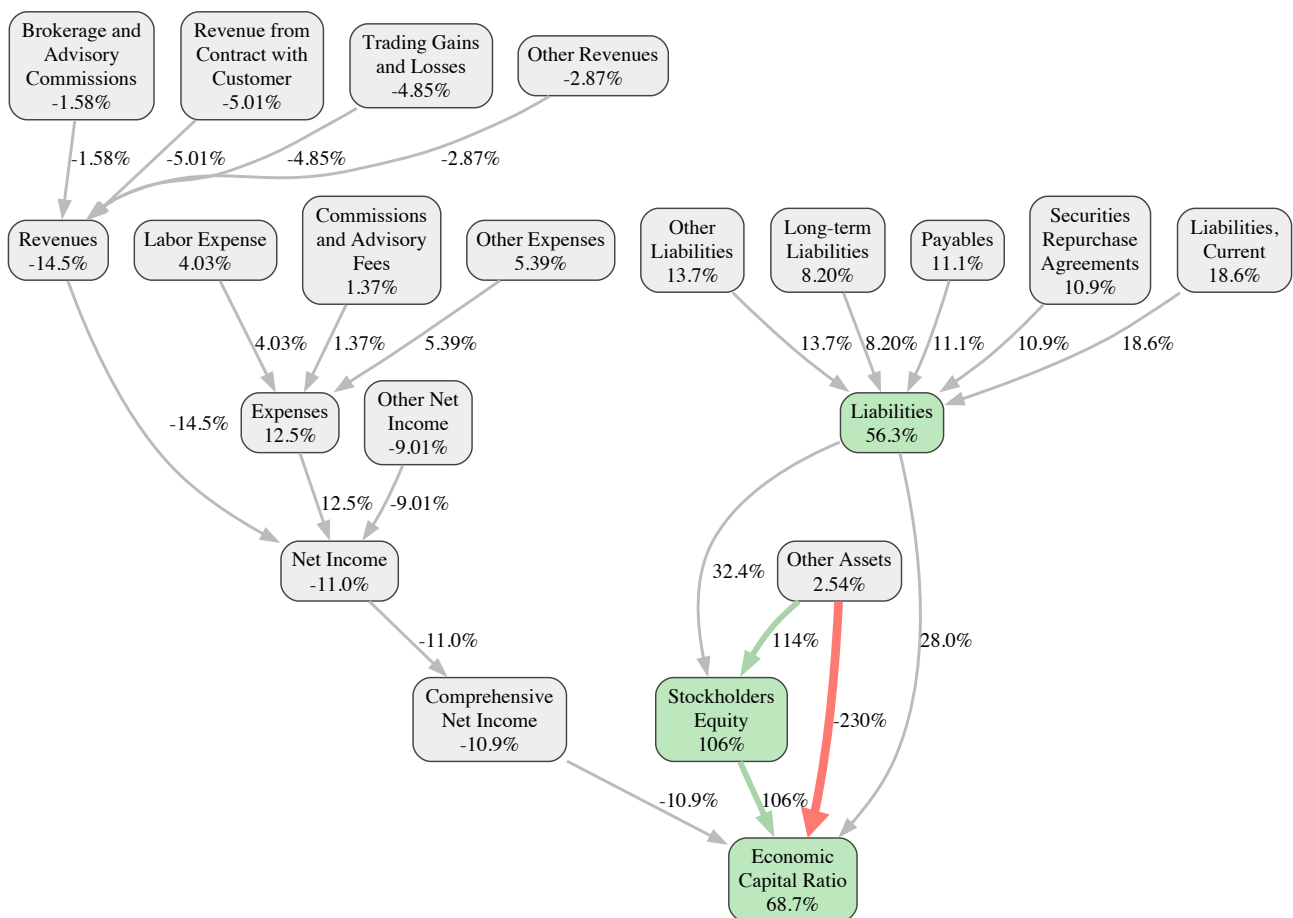 Brokerage and
Advisory
Commissions
-1.58%
Revenue from
Contract with
Customer
-5.01%
Trading Gains
and Losses
-4.85%
Other Revenues
-2.87%
-1.58%
-5.01%
-4.85%
-2.87%
Revenues
-14.5%
Labor Expense
4.03%
Commissions
and Advisory
Fees
1.37%
Other Expenses
5.39%
Other
Liabilities
13.7%
Long-term
Liabilities
8.20%
Payables
11.1%
Securities
Repurchase
Agreements
10.9%
Liabilities,
Current
18.6%
4.03%
1.37%
5.39%
13.7%
8.20%
11.1%
10.9%
18.6%
-14.5%
Expenses
12.5%
Other Net
Income
-9.01%
Liabilities
56.3%
12.5%
-9.01%
Net Income
-11.0%
32.4%
Other Assets
2.54%
-11.0%
114%
28.0%
Comprehensive
Net Income
-10.9%
Stockholders
Equity
106%
-230%
-10.9%
106%
Economic
Capital Ratio
68.7%